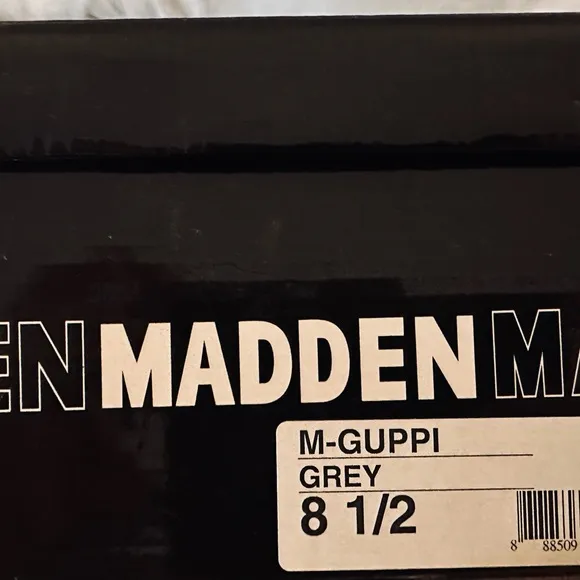 EN MADDEN MA
M-GUPPI
GREY
8 1/2
8 88509